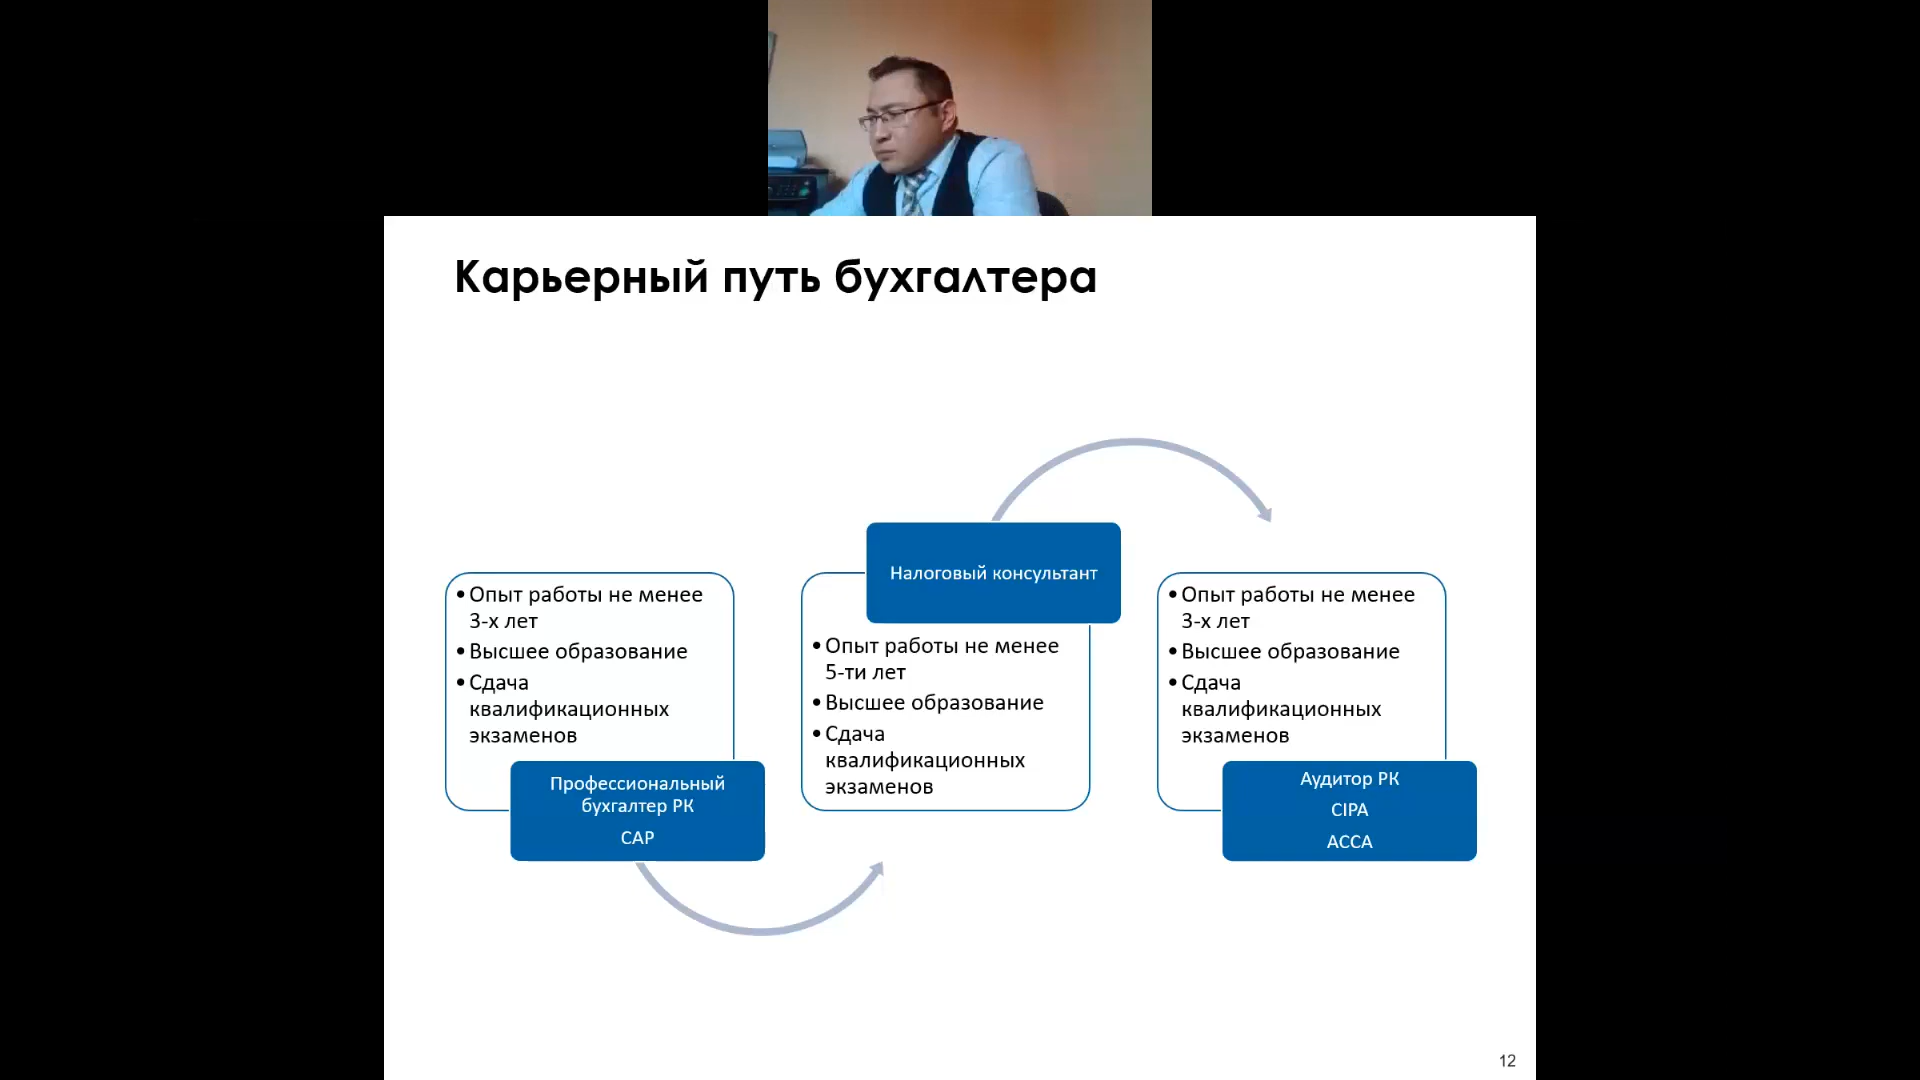 Карьерный путь бухгалтера
• Опыт работы не менее
3-х лет
• Высшее образование
• Сдача
квалификационных
экзаменов
Профессиональный
бухгалтер РК
CAP
Налоговый консультант
• Опыт работы не менее
5-ти лет
• Высшее образование
• Сдача
квалификационных
экзаменов
• Опыт работы не менее
3-х лет
• Высшее образование
• Сдача
квалификационных
экзаменов
Аудитор РК
CIPA
ACCA
12